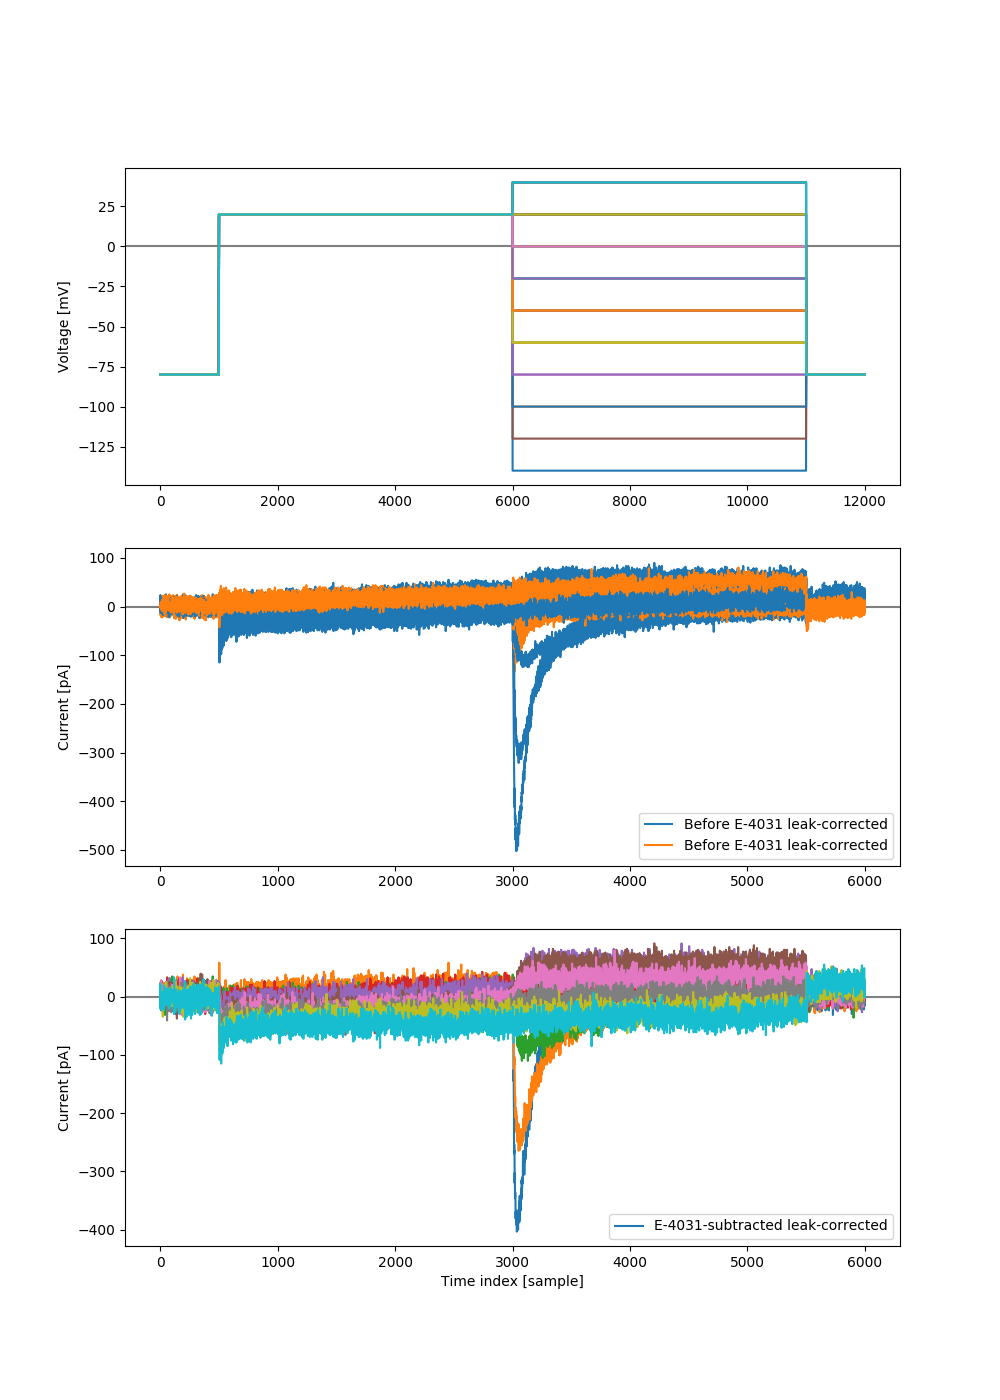 25
0
−25
−50
−75
−100
−125
Voltage [mV]
0 2000 4000 6000 8000 10000 12000
100
0
−100
−200
−300
−400
−500
Current [pA]
Before E-4031 leak-corrected
Before E-4031 leak-corrected
0 1000 2000 3000 4000 5000 6000
100
0
−100
−200
−300
−400
Current [pA]
E-4031-subtracted leak-corrected
0 1000 2000 3000 4000 5000 6000
Time index [sample]